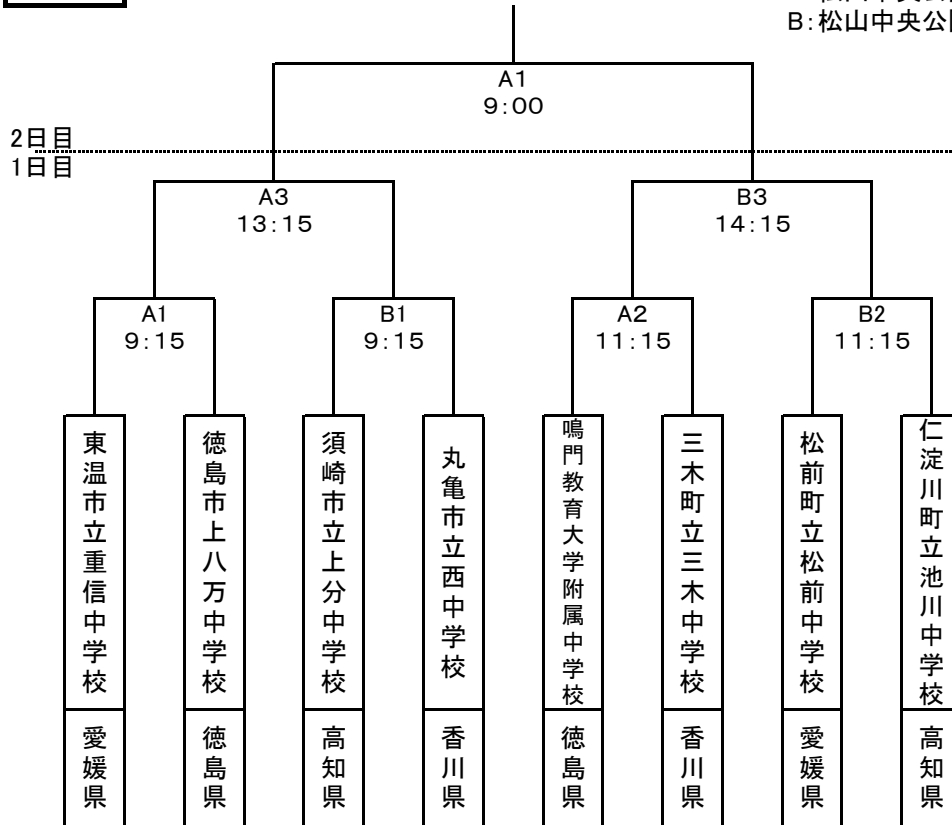 B：松山中央公
A1
9：00
2日目
1日目
A3
13：15
B3
14：15
A1
9：15
B1
9：15
A2
11：15
B2
11：15
東温市立重信中学校
徳島市上八万中学校
須崎市立上分中学校
丸亀市立西中学校
鳴門教育大学附属中学校
三木町立三木中学校
松前町立松前中学校
仁淀川町立池川中学校
愛媛県
徳島県
高知県
香川県
徳島県
香川県
愛媛県
高知県